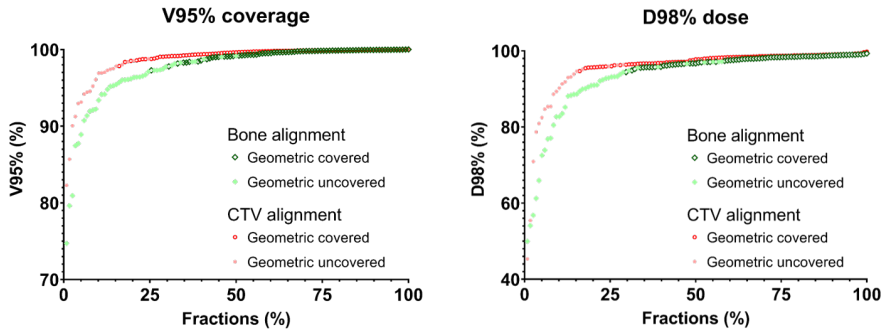 V95% coverage
V95% (%)
100
90
80
70
0
25
50
75
100
Fractions (%)
Bone alignment
Geometric covered
Geometric uncovered
CTV alignment
Geometric covered
Geometric uncovered
D98% dose
D98% (%)
100
80
60
40
0
25
50
75
100
Fractions (%)
Bone alignment
Geometric covered
Geometric uncovered
CTV alignment
Geometric covered
Geometric uncovered